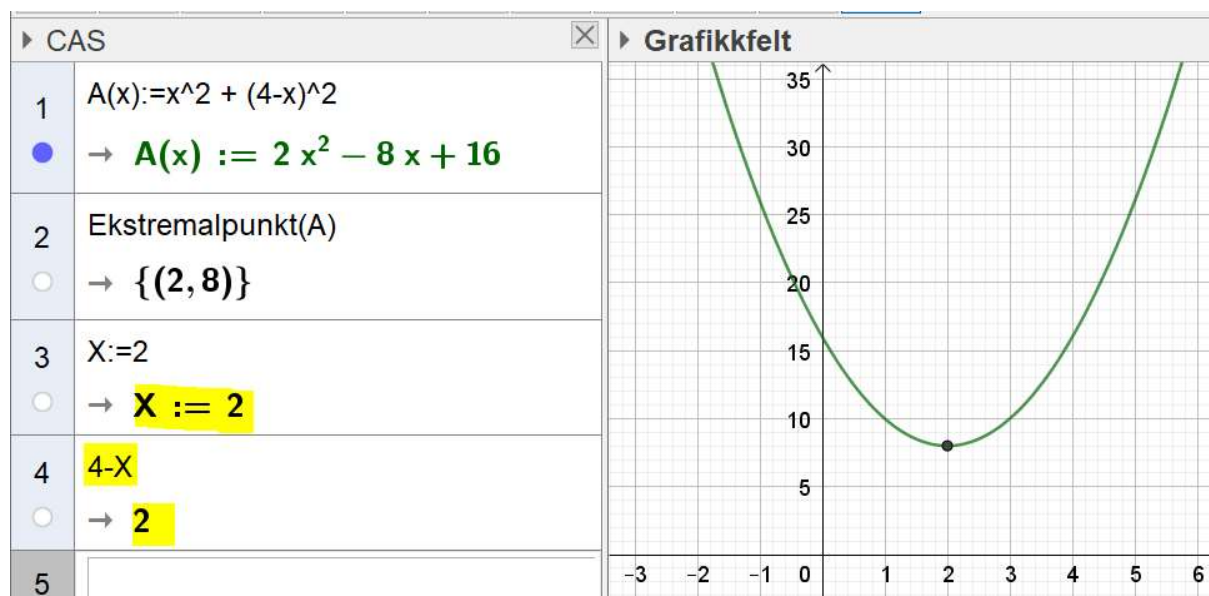 CAS
1
A(x):=x^2 + (4-x)^2
→ A(x) := 2 x² − 8 x + 16
2
Ekstremalpunkt(A)
→ {(2, 8)}
3
X:=2
→ X := 2
4
4-X
→ 2
5
Grafikkfelt
35
30
25
20
15
10
5
−3 −2 −1 0 1 2 3 4 5 6